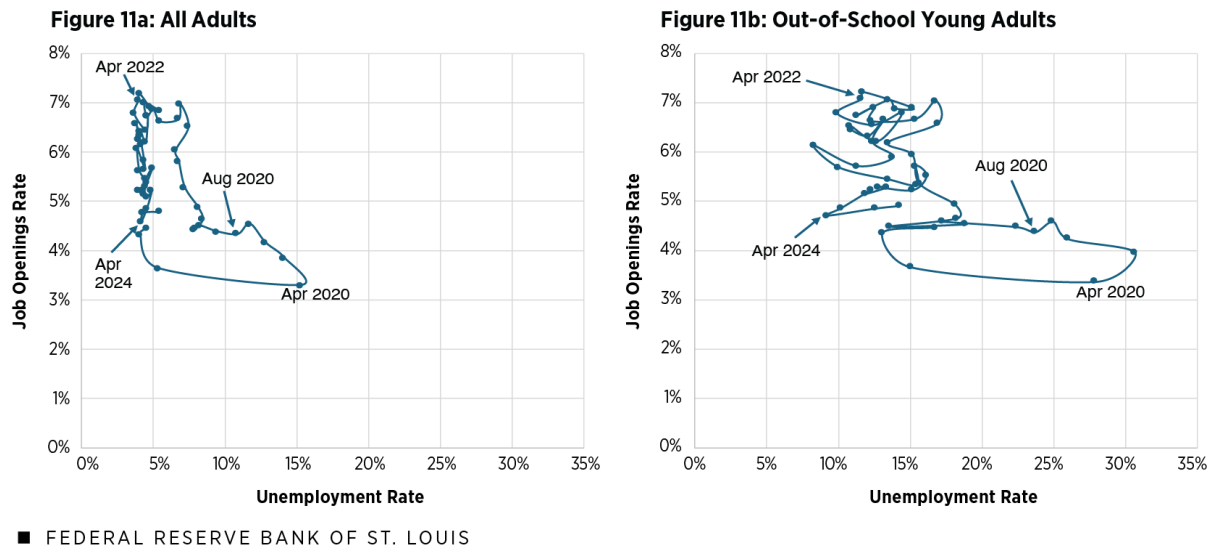 Figure 11a: All Adults
8%
7%
6%
5%
4%
3%
2%
1%
0%
Job Openings Rate
Apr 2022
Aug 2020
Apr
2024
Apr 2020
0% 5% 10% 15% 20% 25% 30% 35%
Unemployment Rate
Figure 11b: Out-of-School Young Adults
8%
7%
6%
5%
4%
3%
2%
1%
0%
Job Openings Rate
Apr 2022
Aug 2020
Apr 2024
Apr 2020
0% 5% 10% 15% 20% 25% 30% 35%
Unemployment Rate
FEDERAL RESERVE BANK OF ST. LOUIS